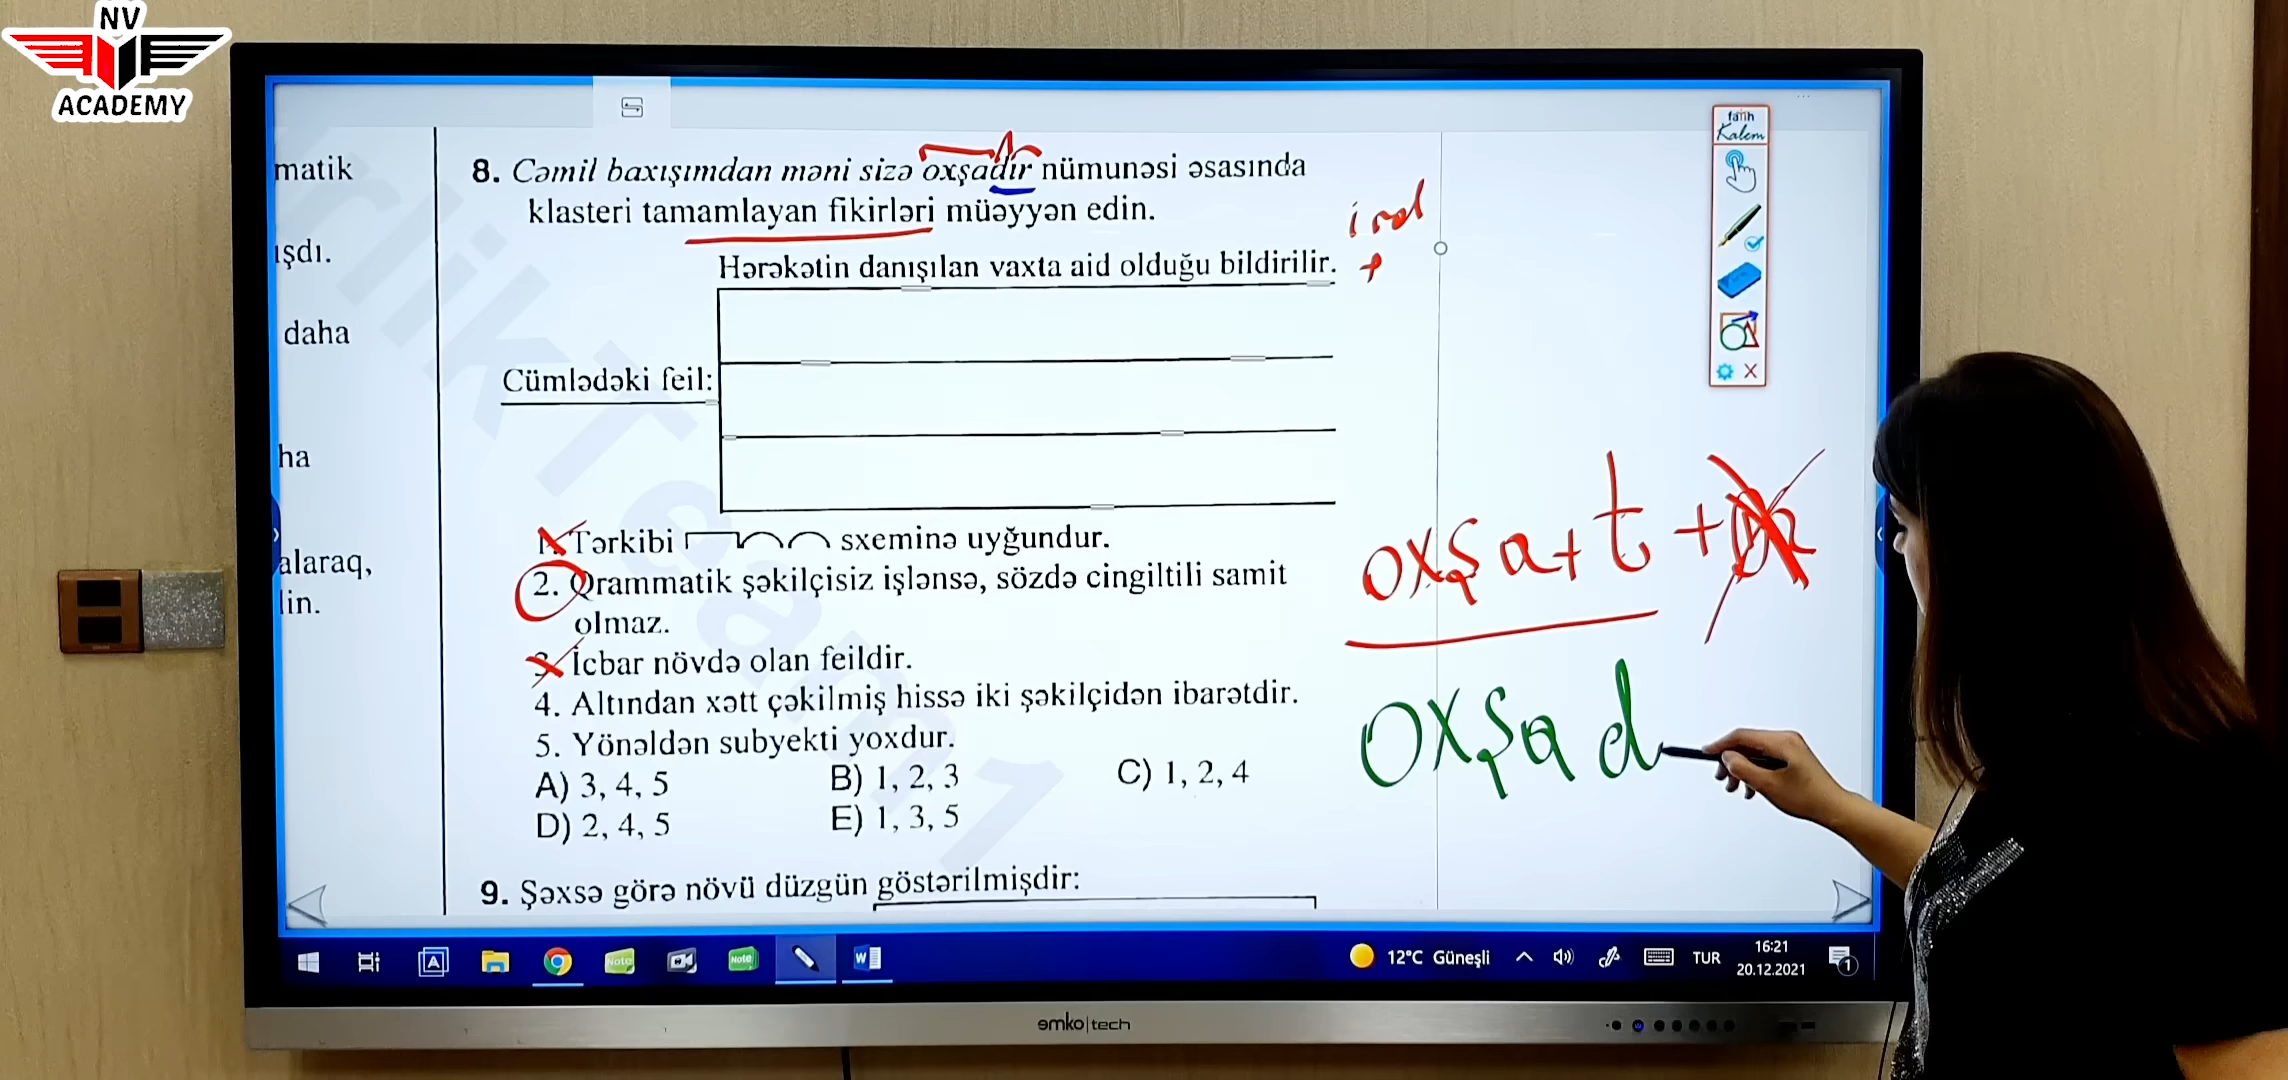 NV
ACADEMY
matik
ışdı.
daha
ha
alaraq,
lin.
8. Cəmil baxışımdan məni sizə oxşadır nümunəsi əsasında
klasteri tamamlayan fikirləri müəyyən edin.
Hərəkətin danışılan vaxta aid olduğu bildirilir.
Cümlədəki feil:
1. Tərkibi sxeminə uyğundur.
2. Qrammatik şəkilçisiz işlənsə, sözdə cingiltili samit
olmaz.
3. İcbar növdə olan feildir.
4. Altından xətt çəkilmiş hissə iki şəkilçidən ibarətdir.
5. Yönəldən subyekti yoxdur.
A) 3, 4, 5 B) 1, 2, 3 C) 1, 2, 4
D) 2, 4, 5 E) 1, 3, 5
9. Şəxsə görə növü düzgün göstərilmişdir:
oxşa+t+
oxşad
fatih
Kalem
12°C Güneşli
TUR
16:21
20.12.2021
1
emko|tech